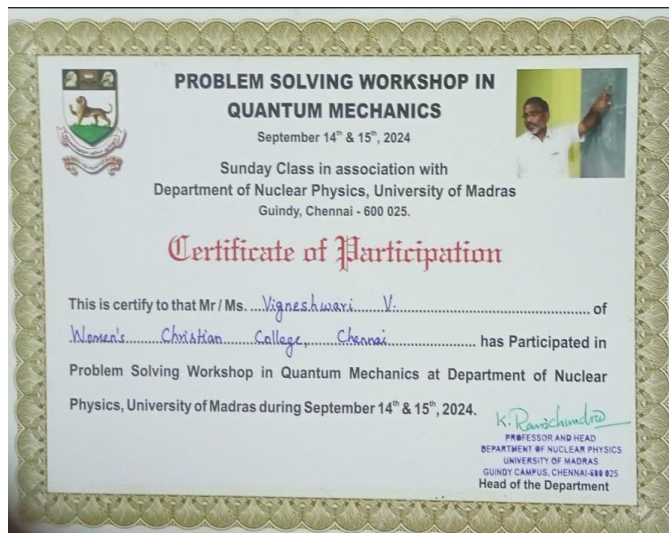 PROBLEM SOLVING WORKSHOP IN
QUANTUM MECHANICS
September 14th & 15th, 2024
Sunday Class in association with
Department of Nuclear Physics, University of Madras
Guindy, Chennai - 600 025.
Certificate of Participation
This is certify to that Mr / Ms. Vigneshwari V. of
Women's Christian College, Chennai has Participated in
Problem Solving Workshop in Quantum Mechanics at Department of Nuclear
Physics, University of Madras during September 14th & 15th, 2024.
K. Ravichandran
PROFESSOR AND HEAD
DEPARTMENT OF NUCLEAR PHYSICS
UNIVERSITY OF MADRAS
GUINDY CAMPUS, CHENNAI-600 025
Head of the Department